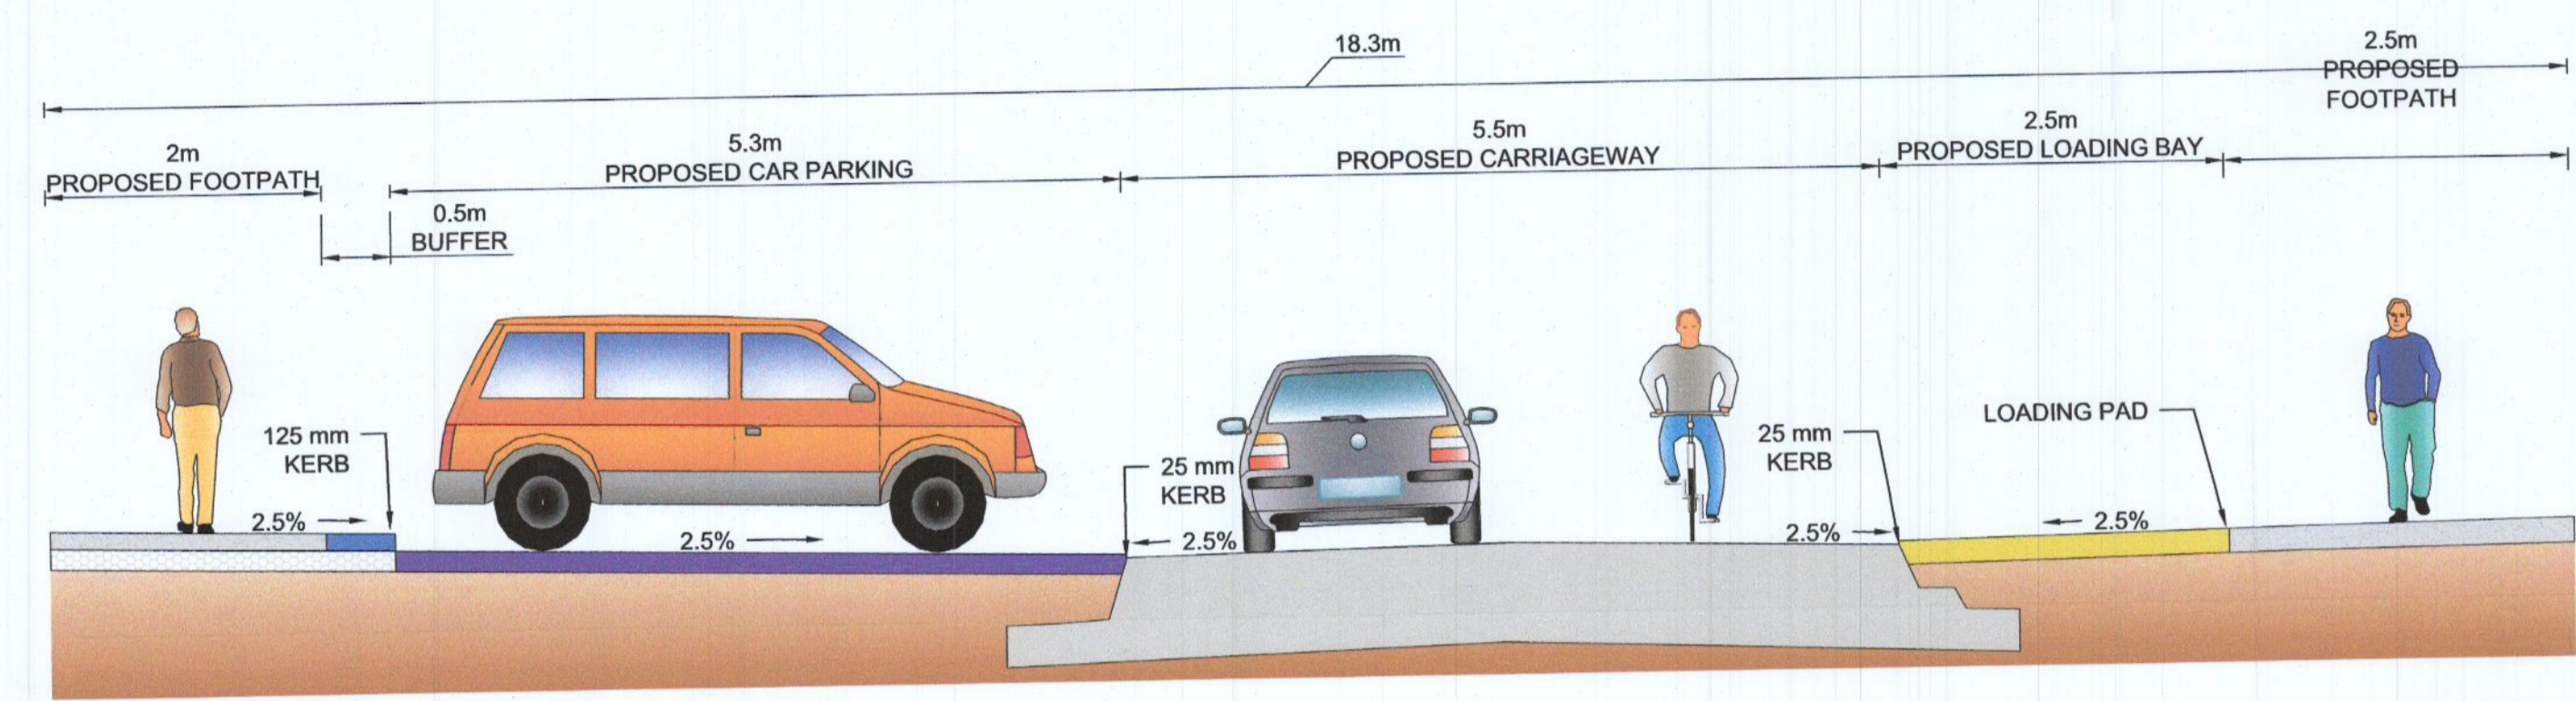 18.3m
2.5m
PROPOSED
FOOTPATH
2m
PROPOSED FOOTPATH
5.3m
PROPOSED CAR PARKING
5.5m
PROPOSED CARRIAGEWAY
2.5m
PROPOSED LOADING BAY
0.5m
BUFFER
125 mm
KERB
25 mm
KERB
25 mm
KERB
LOADING PAD
2.5%
2.5%
2.5%
2.5%
2.5%